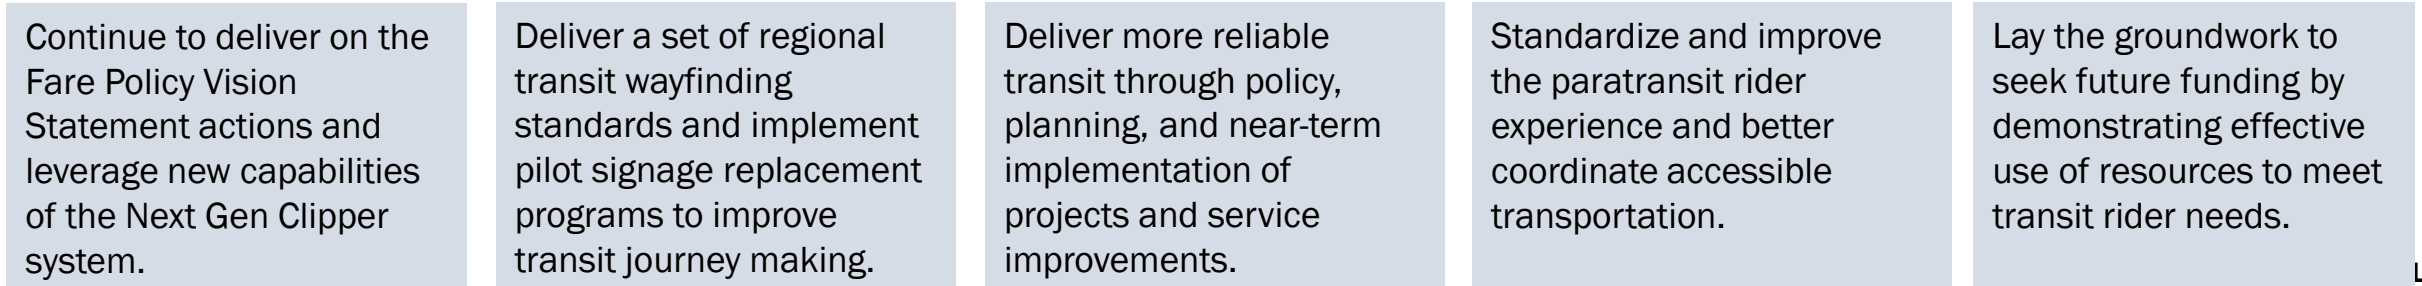 Continue to deliver on the
Fare Policy Vision
Statement actions and
leverage new capabilities
of the Next Gen Clipper
system.
Deliver a set of regional
transit wayfinding
standards and implement
pilot signage replacement
programs to improve
transit journey making.
Deliver more reliable
transit through policy,
planning, and near-term
implementation of
projects and service
improvements.
Standardize and improve
the paratransit rider
experience and better
coordinate accessible
transportation.
Lay the groundwork to
seek future funding by
demonstrating effective
use of resources to meet
transit rider needs.